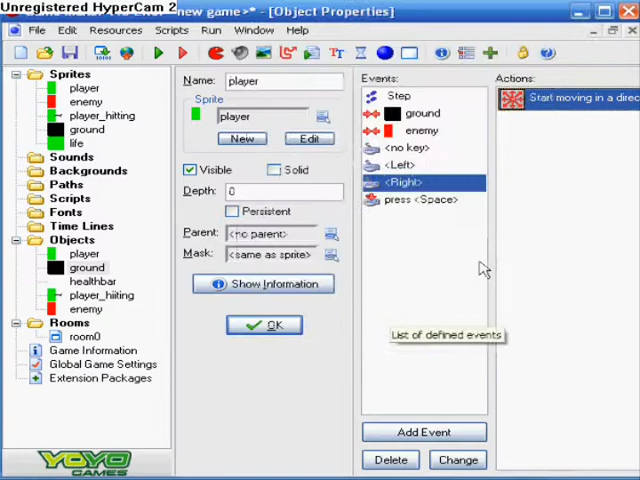 Unregistered HyperCam 2
new game>* - [Object Properties]
File Edit Resources Scripts Run Window Help
Sprites
player
enemy
player_hitting
ground
life
Sounds
Backgrounds
Paths
Scripts
Fonts
Time Lines
Objects
player
ground
healthbar
player_hiiting
enemy
Rooms
room0
Game Information
Global Game Settings
Extension Packages
YOYO
GAMES
Name: player
Sprite
player
New Edit
Visible Solid
Depth: 0
Persistent
Parent: <no parent>
Mask: <same as sprite>
Show Information
OK
Events:
Step
ground
enemy
<no key>
<Left>
<Right>
press <Space>
List of defined events
Add Event
Delete Change
Actions:
Start moving in a direc